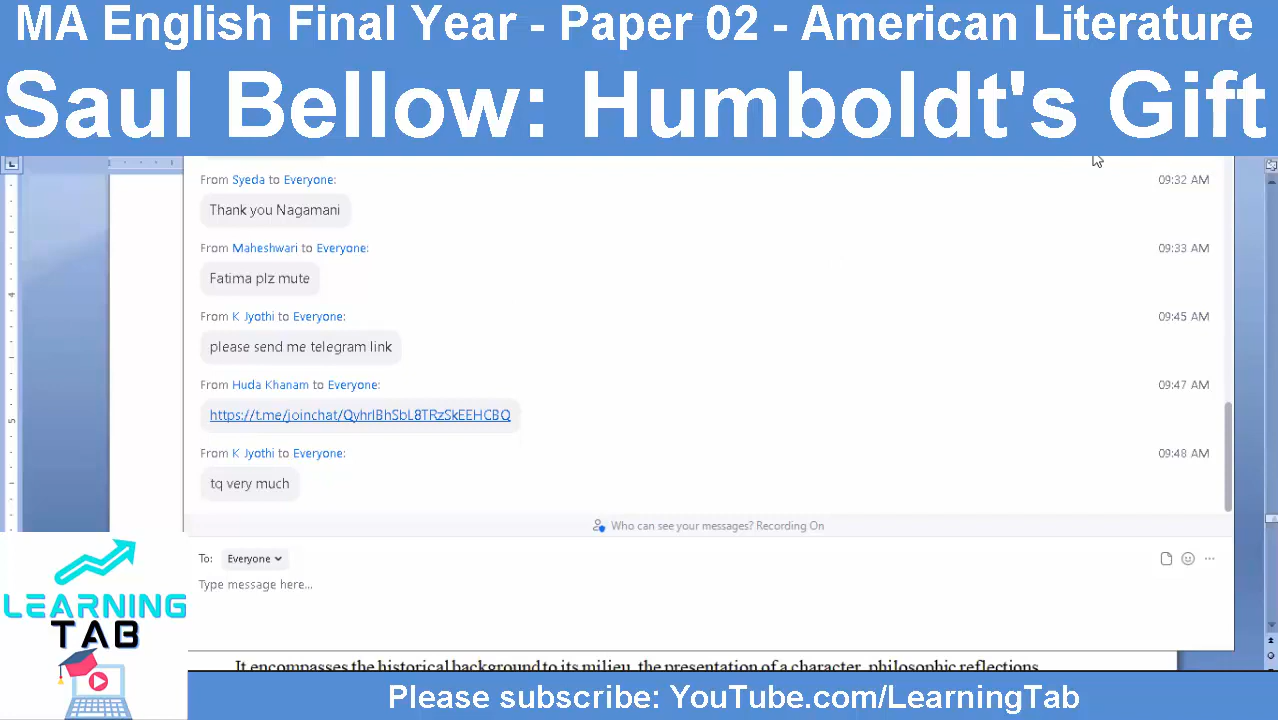 MA English Final Year - Paper 02 - American Literature
Saul Bellow: Humboldt's Gift
From Syeda to Everyone: 09:32 AM
Thank you Nagamani
From Maheshwari to Everyone: 09:33 AM
Fatima plz mute
From K Jyothi to Everyone: 09:45 AM
please send me telegram link
From Huda Khanam to Everyone: 09:47 AM
https://t.me/joinchat/QyhrIBhSbL8TRzSkEEHCBQ
From K Jyothi to Everyone: 09:48 AM
tq very much
Who can see your messages? Recording On
To: Everyone
Type message here...
4
5
LEARNING
TAB
It encompasses the historical background to its milieu, the presentation of a character, philosophic reflections
Please subscribe: YouTube.com/LearningTab